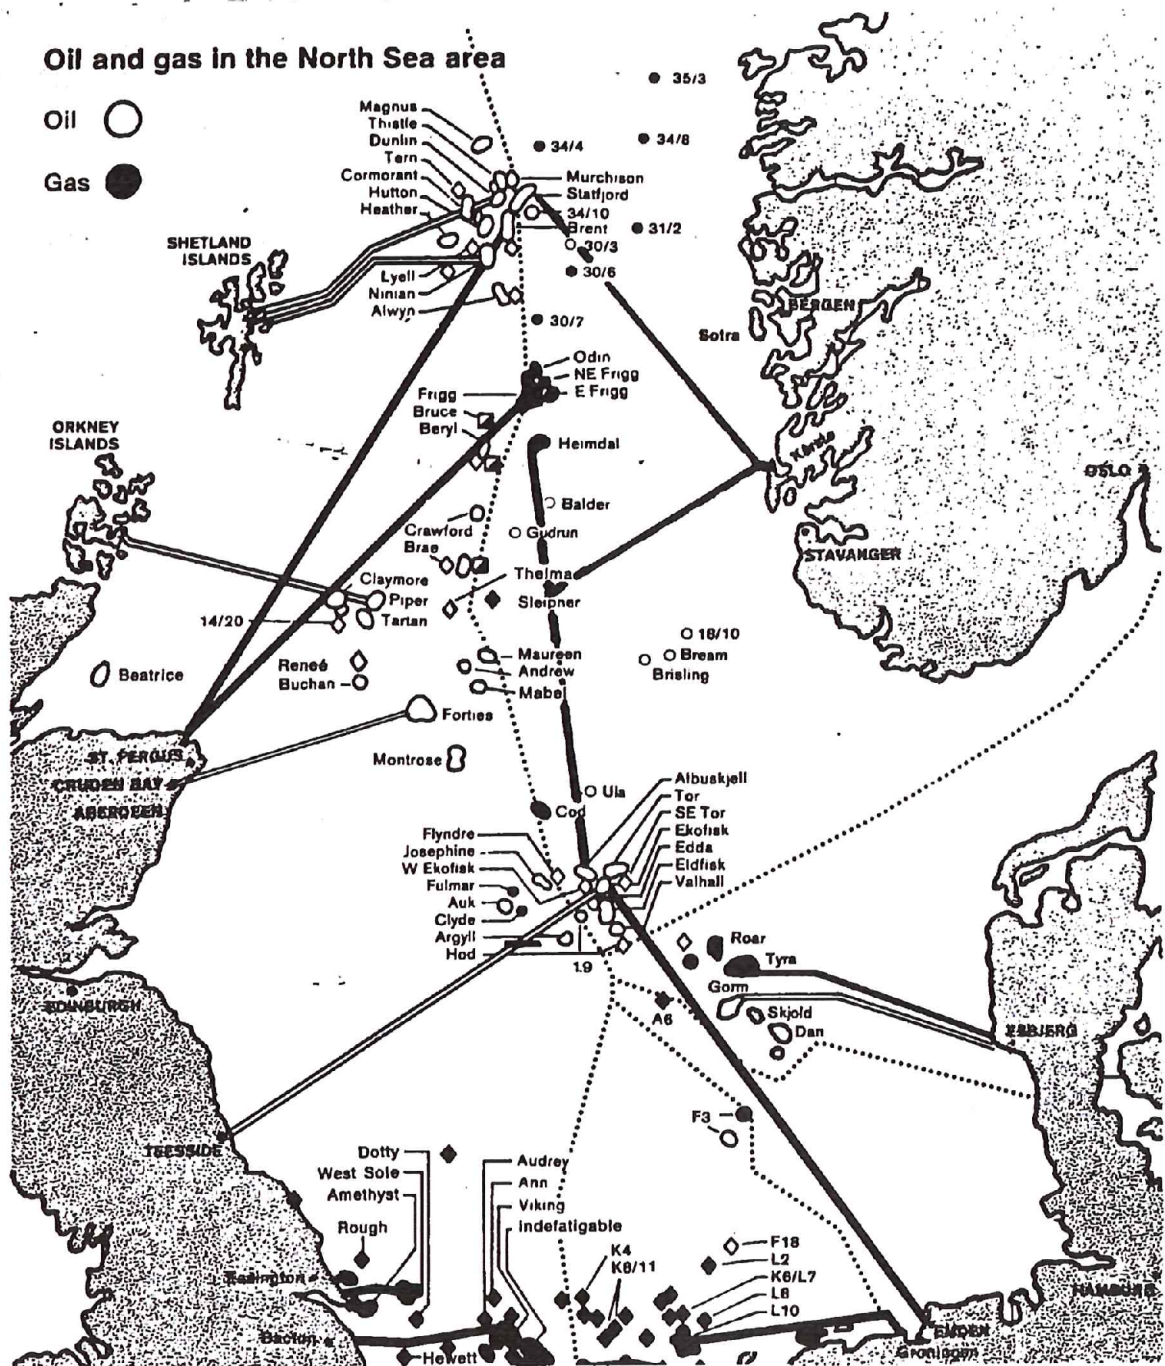 Oil and gas in the North Sea area
Oil
Gas
35/3
34/4
34/8
Magnus
Thistle
Dunlin
Tern
Cormorant
Hutton
Heather
Murchison
Statfjord
34/10
Brent
31/2
30/3
30/6
SHETLAND
ISLANDS
Lyell
Ninian
Alwyn
30/7
BERGEN
Sotra
Odin
NE Frigg
E Frigg
Frigg
Bruce
Beryl
Heimdal
ORKNEY
ISLANDS
Kårstø
OSLO
Balder
Crawford
Gudrun
Brae
STAVANGER
Thelma
Sleipner
Claymore
Piper
Tartan
14/20
18/10
Bream
Brisling
Maureen
Andrew
Mabel
Beatrice
Reneé
Buchan
Forties
Montrose
ST. FERGUS
CRUDEN BAY
ABERDEEN
Ula
Cod
Albuskjell
Tor
SE Tor
Ekofisk
Edda
Eldfisk
Valhall
Flyndre
Josephine
W Ekofisk
Fulmar
Auk
Clyde
Argyll
Hod
1.9
Roar
Tyra
Gorm
Skjold
Dan
A6
ESBJERG
EDINBURGH
F3
TEESSIDE
Dotty
West Sole
Amethyst
Rough
Audrey
Ann
Viking
Indefatigable
K4
K8/11
F18
L2
K6/L7
L8
L10
Easington
Bacton
Hewett
HAMBURG
EMDEN
Groningen